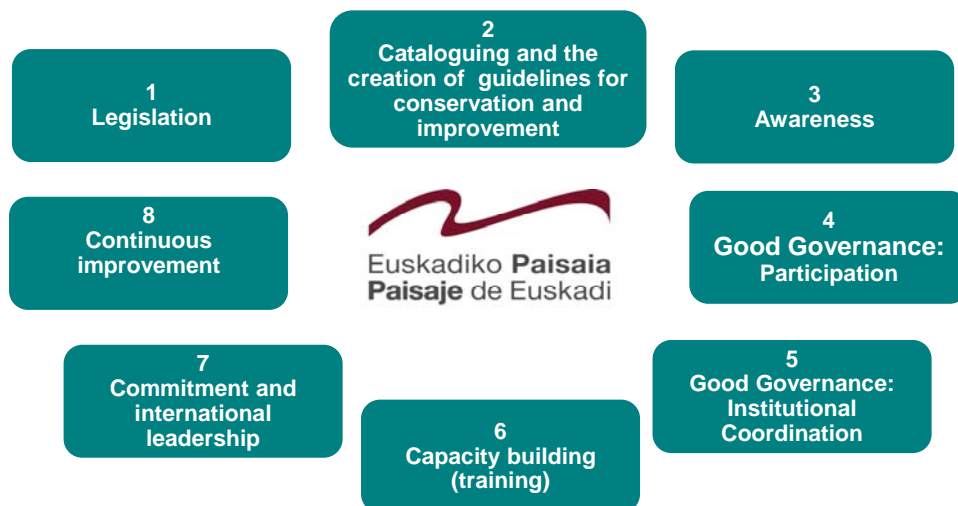 1
Legislation
2
Cataloguing and the
creation of guidelines for
conservation and
improvement
3
Awareness
8
Continuous
improvement
Euskadiko Paisaia
Paisaje de Euskadi
4
Good Governance:
Participation
7
Commitment and
international
leadership
6
Capacity building
(training)
5
Good Governance:
Institutional
Coordination